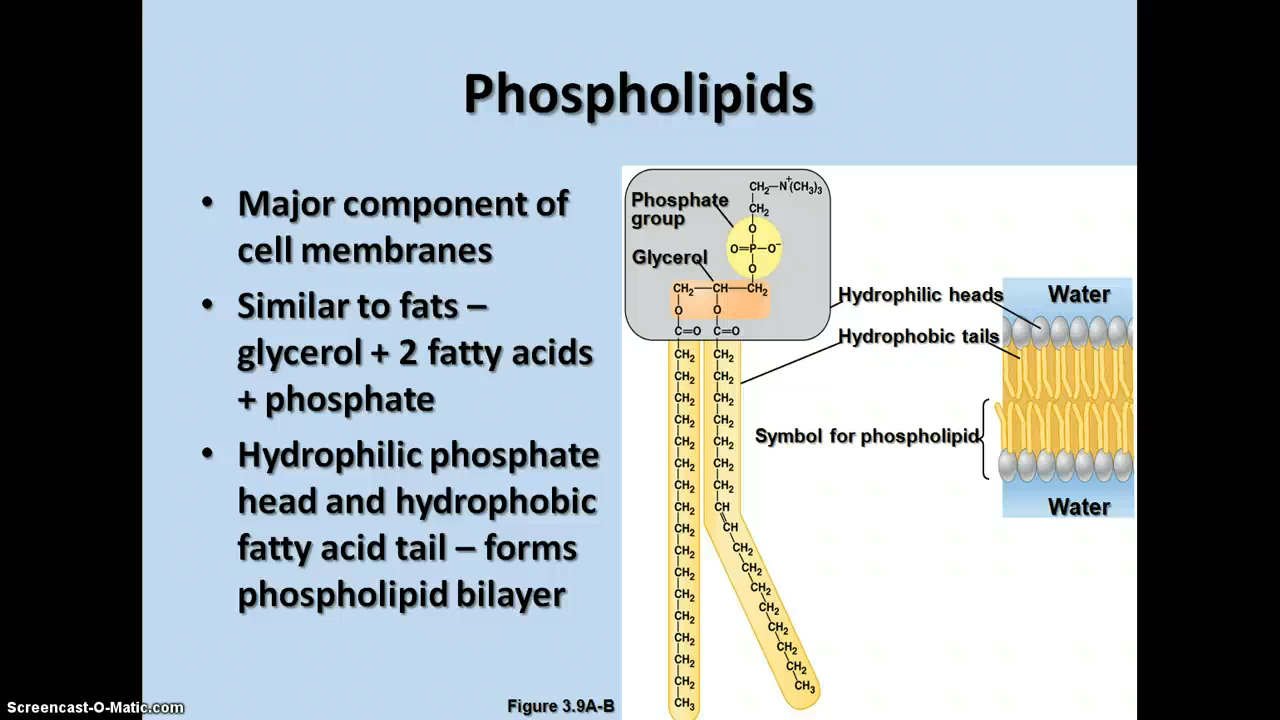 Phospholipids
• Major component of
cell membranes
• Similar to fats –
glycerol + 2 fatty acids
+ phosphate
• Hydrophilic phosphate
head and hydrophobic
fatty acid tail – forms
phospholipid bilayer
Phosphate
group
Glycerol
CH₂—N⁺(CH₃)₃
CH₂
O
O=P—O⁻
O
CH₂—CH—CH₂
O O
C=O C=O
CH₂ CH₂
CH₂ CH₂
CH₂ CH₂
CH₂ CH₂
CH₂ CH₂
CH₂ CH₂
CH₂ CH₂
CH₂ CH
CH₂ CH
CH₂ CH₂
CH₂ CH₂
CH₂ CH₂
CH₂ CH₂
CH₂ CH₂
CH₂ CH₂
CH₂ CH₂
CH₃ CH₃
Hydrophilic heads
Hydrophobic tails
Symbol for phospholipid
Water
Water
Figure 3.9A-B
Screencast-O-Matic.com